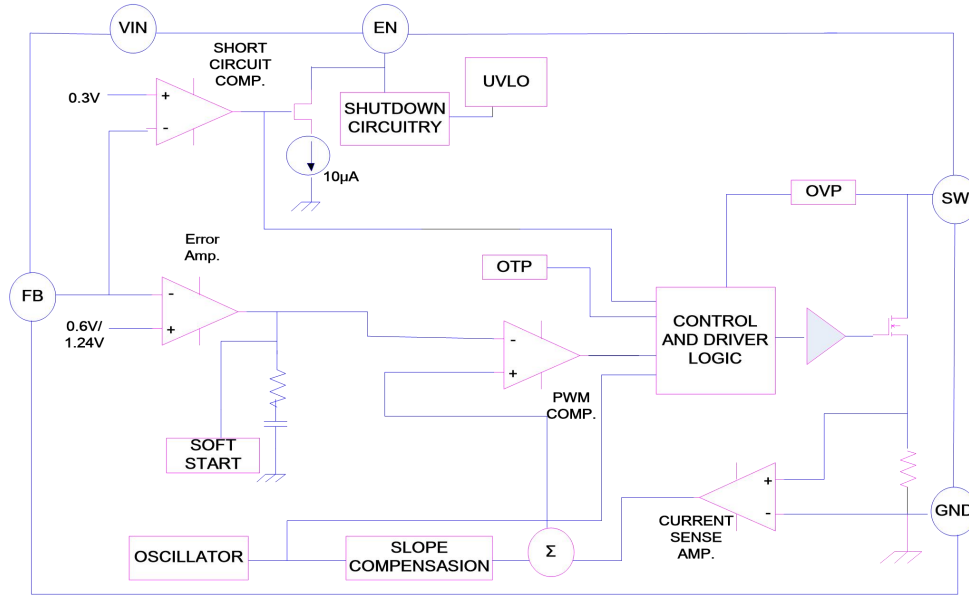 VIN
EN
SHORT
CIRCUIT
COMP.
UVLO
0.3V
+
-
SHUTDOWN
CIRCUITRY
10µA
OVP
SW
Error
Amp.
OTP
FB
-
0.6V/
1.24V
+
CONTROL
AND DRIVER
LOGIC
-
+
PWM
COMP.
SOFT
START
+
-
GND
CURRENT
SENSE
AMP.
OSCILLATOR
SLOPE
COMPENSASION
Σ